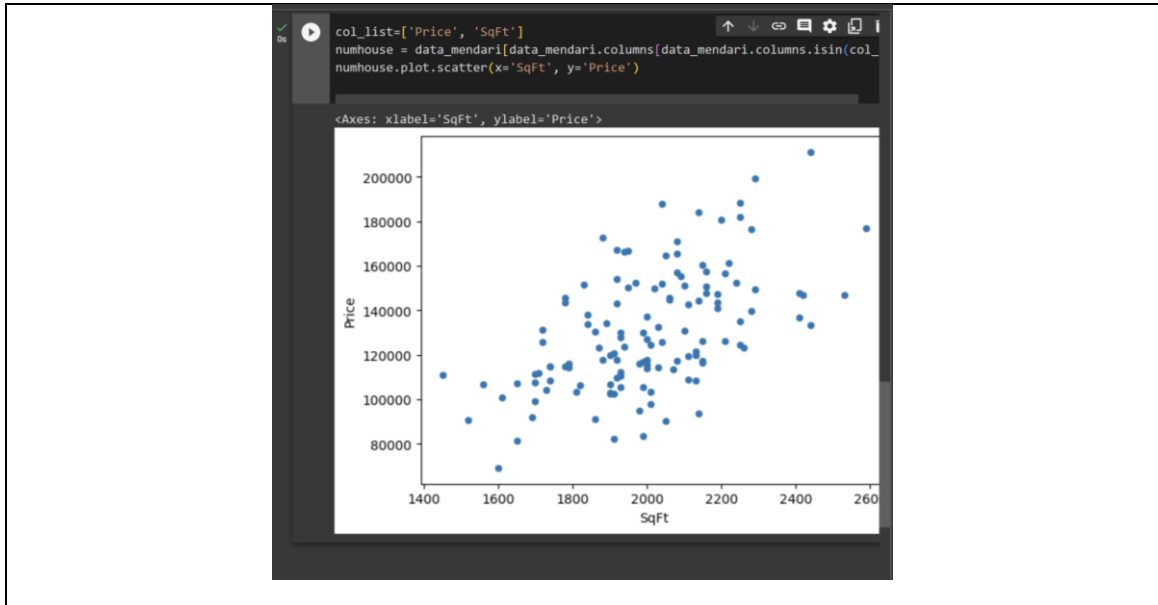 col_list=['Price', 'SqFt']
numhouse = data_mendari[data_mendari.columns[data_mendari.columns.isin(col_
numhouse.plot.scatter(x='SqFt', y='Price')
0s
<Axes: xlabel='SqFt', ylabel='Price'>
200000
180000
160000
140000
120000
100000
80000
Price
1400 1600 1800 2000 2200 2400 260
SqFt